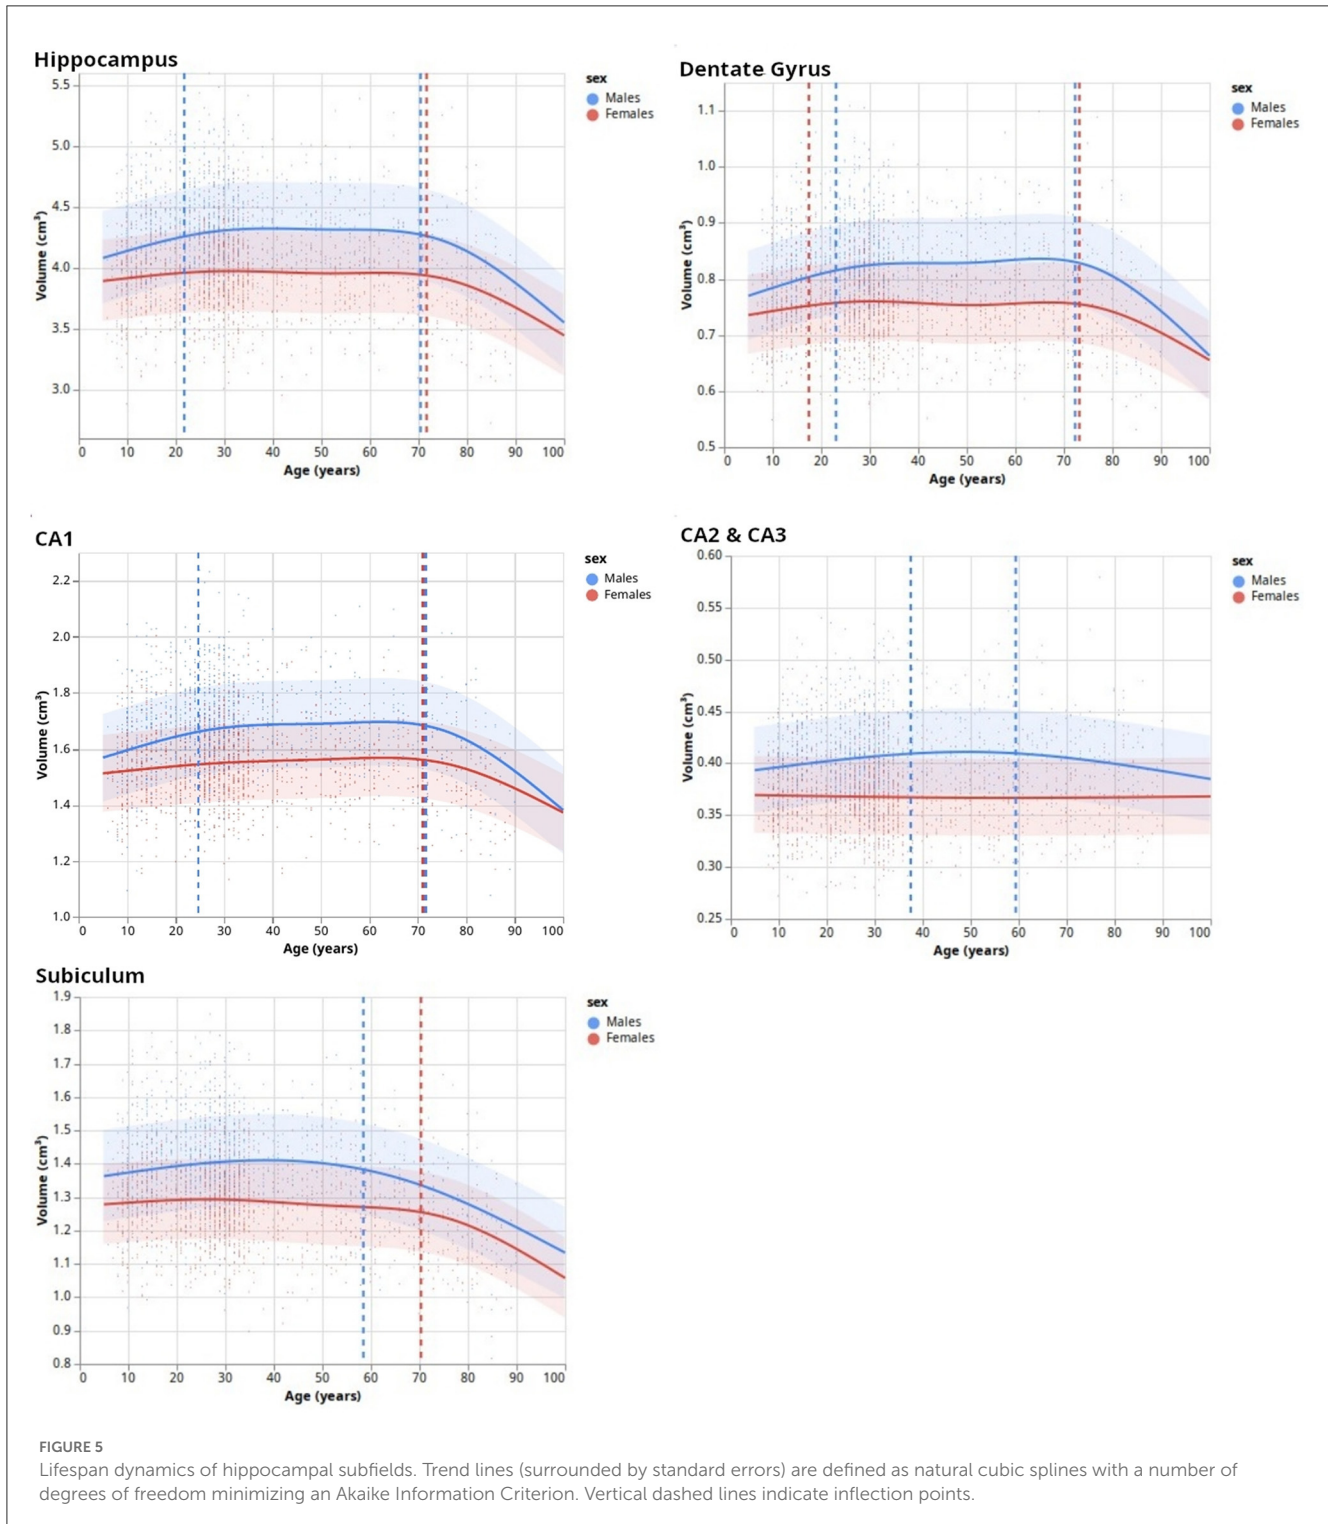 Hippocampus
5.5
5.0
4.5
4.0
3.5
3.0
Volume (cm³)
0 10 20 30 40 50 60 70 80 90 100
Age (years)
sex
Males
Females
Dentate Gyrus
1.1
1.0
0.9
0.8
0.7
0.6
0.5
Volume (cm³)
0 10 20 30 40 50 60 70 80 90 100
Age (years)
sex
Males
Females
CA1
2.2
2.0
1.8
1.6
1.4
1.2
1.0
Volume (cm³)
0 10 20 30 40 50 60 70 80 90 100
Age (years)
sex
Males
Females
CA2 & CA3
0.60
0.55
0.50
0.45
0.40
0.35
0.30
0.25
Volume (cm³)
0 10 20 30 40 50 60 70 80 90 100
Age (years)
sex
Males
Females
Subiculum
1.9
1.8
1.7
1.6
1.5
1.4
1.3
1.2
1.1
1.0
0.9
0.8
Volume (cm³)
0 10 20 30 40 50 60 70 80 90 100
Age (years)
sex
Males
Females
FIGURE 5
Lifespan dynamics of hippocampal subfields. Trend lines (surrounded by standard errors) are defined as natural cubic splines with a number of
degrees of freedom minimizing an Akaike Information Criterion. Vertical dashed lines indicate inflection points.